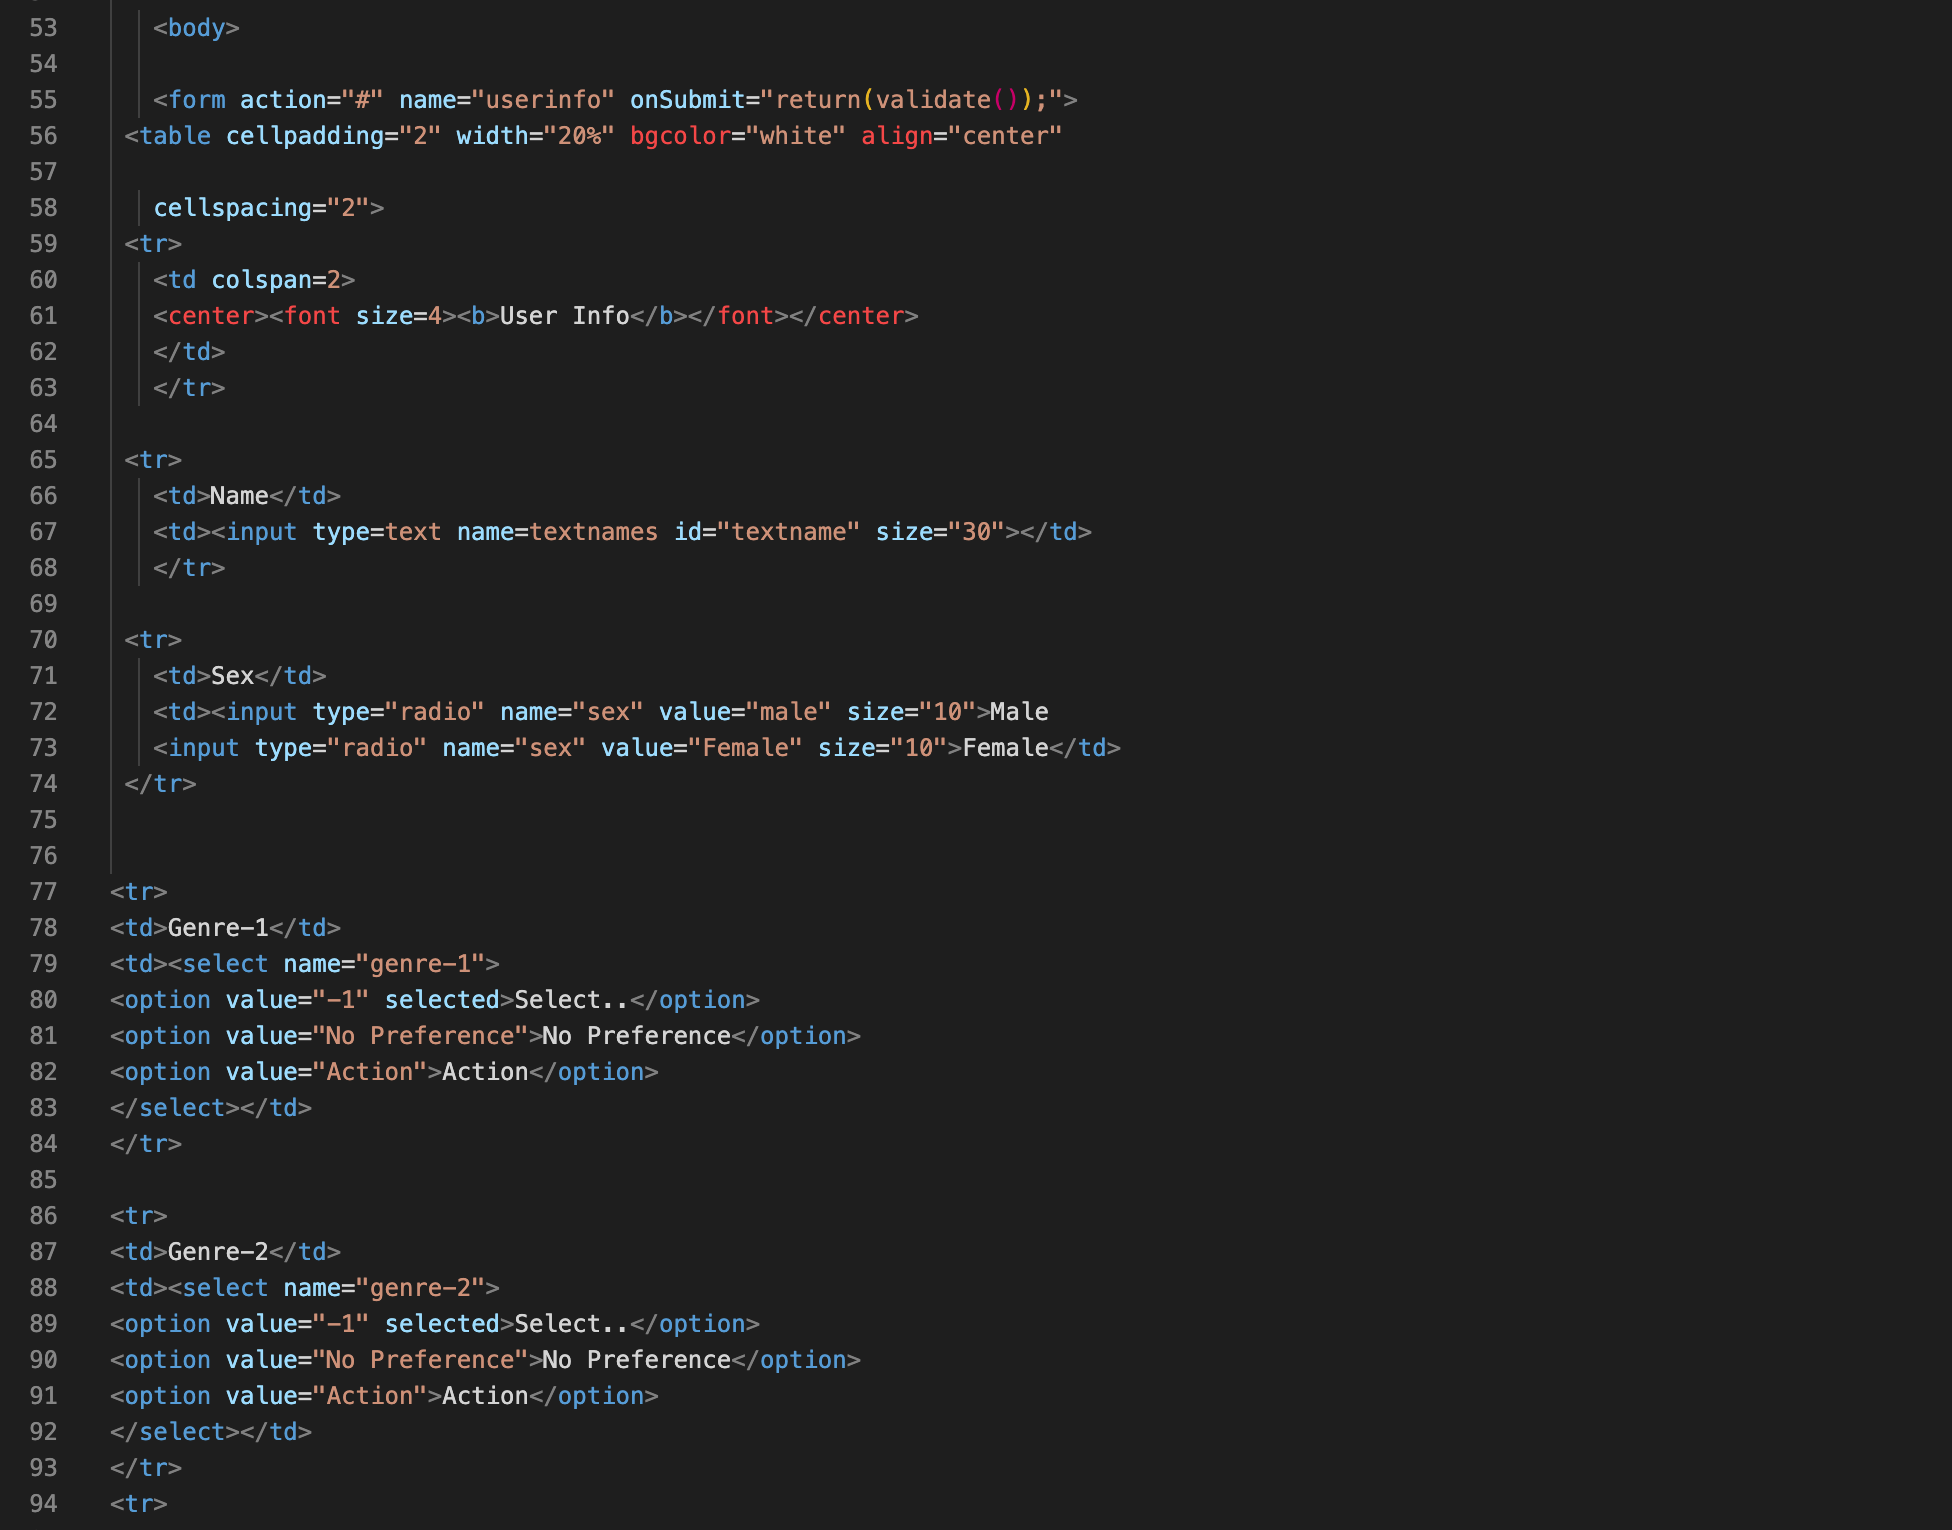 53 <body>
54
55 <form action="#" name="userinfo" onSubmit="return(validate());">
56 <table cellpadding="2" width="20%" bgcolor="white" align="center"
57
58 cellspacing="2">
59 <tr>
60 <td colspan=2>
61 <center><font size=4><b>User Info</b></font></center>
62 </td>
63 </tr>
64
65 <tr>
66 <td>Name</td>
67 <td><input type=text name=textnames id="textname" size="30"></td>
68 </tr>
69
70 <tr>
71 <td>Sex</td>
72 <td><input type="radio" name="sex" value="male" size="10">Male
73 <input type="radio" name="sex" value="Female" size="10">Female</td>
74 </tr>
75
76
77 <tr>
78 <td>Genre-1</td>
79 <td><select name="genre-1">
80 <option value="-1" selected>Select..</option>
81 <option value="No Preference">No Preference</option>
82 <option value="Action">Action</option>
83 </select></td>
84 </tr>
85
86 <tr>
87 <td>Genre-2</td>
88 <td><select name="genre-2">
89 <option value="-1" selected>Select..</option>
90 <option value="No Preference">No Preference</option>
91 <option value="Action">Action</option>
92 </select></td>
93 </tr>
94 <tr>